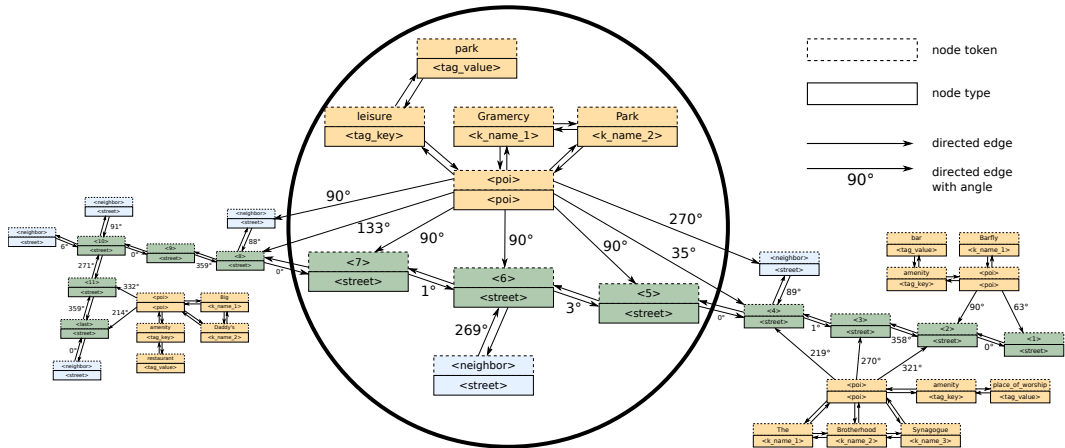 park
<tag_value>
leisure
<tag_key>
Gramercy
<k_name_1>
Park
<k_name_2>
<poi>
<poi>
90°
133°
90°
90°
90°
35°
270°
<7>
<street>
1°
<6>
<street>
3°
<5>
<street>
269°
<neighbor>
<street>
node token
node type
directed edge
90°
directed edge
with angle
<neighbor>
<street>
91°
<neighbor>
<street>
6°
<10>
<street>
0°
<9>
<street>
359°
<neighbor>
<street>
88°
<8>
<street>
0°
271°
<11>
<street>
332°
359°
214°
<last>
<street>
0°
<neighbor>
<street>
<poi>
<poi>
Big
<k_name_1>
Daddy's
<k_name_2>
amenity
<tag_key>
restaurant
<tag_value>
<neighbor>
<street>
89°
0°
<4>
<street>
1°
<3>
<street>
358°
<2>
<street>
0°
<1>
<street>
bar
<tag_value>
Barfly
<k_name_1>
amenity
<tag_key>
<poi>
<poi>
90°
63°
219°
270°
321°
<poi>
<poi>
amenity
<tag_key>
place_of_worship
<tag_value>
The
<k_name_1>
Brotherhood
<k_name_2>
Synagogue
<k_name_3>